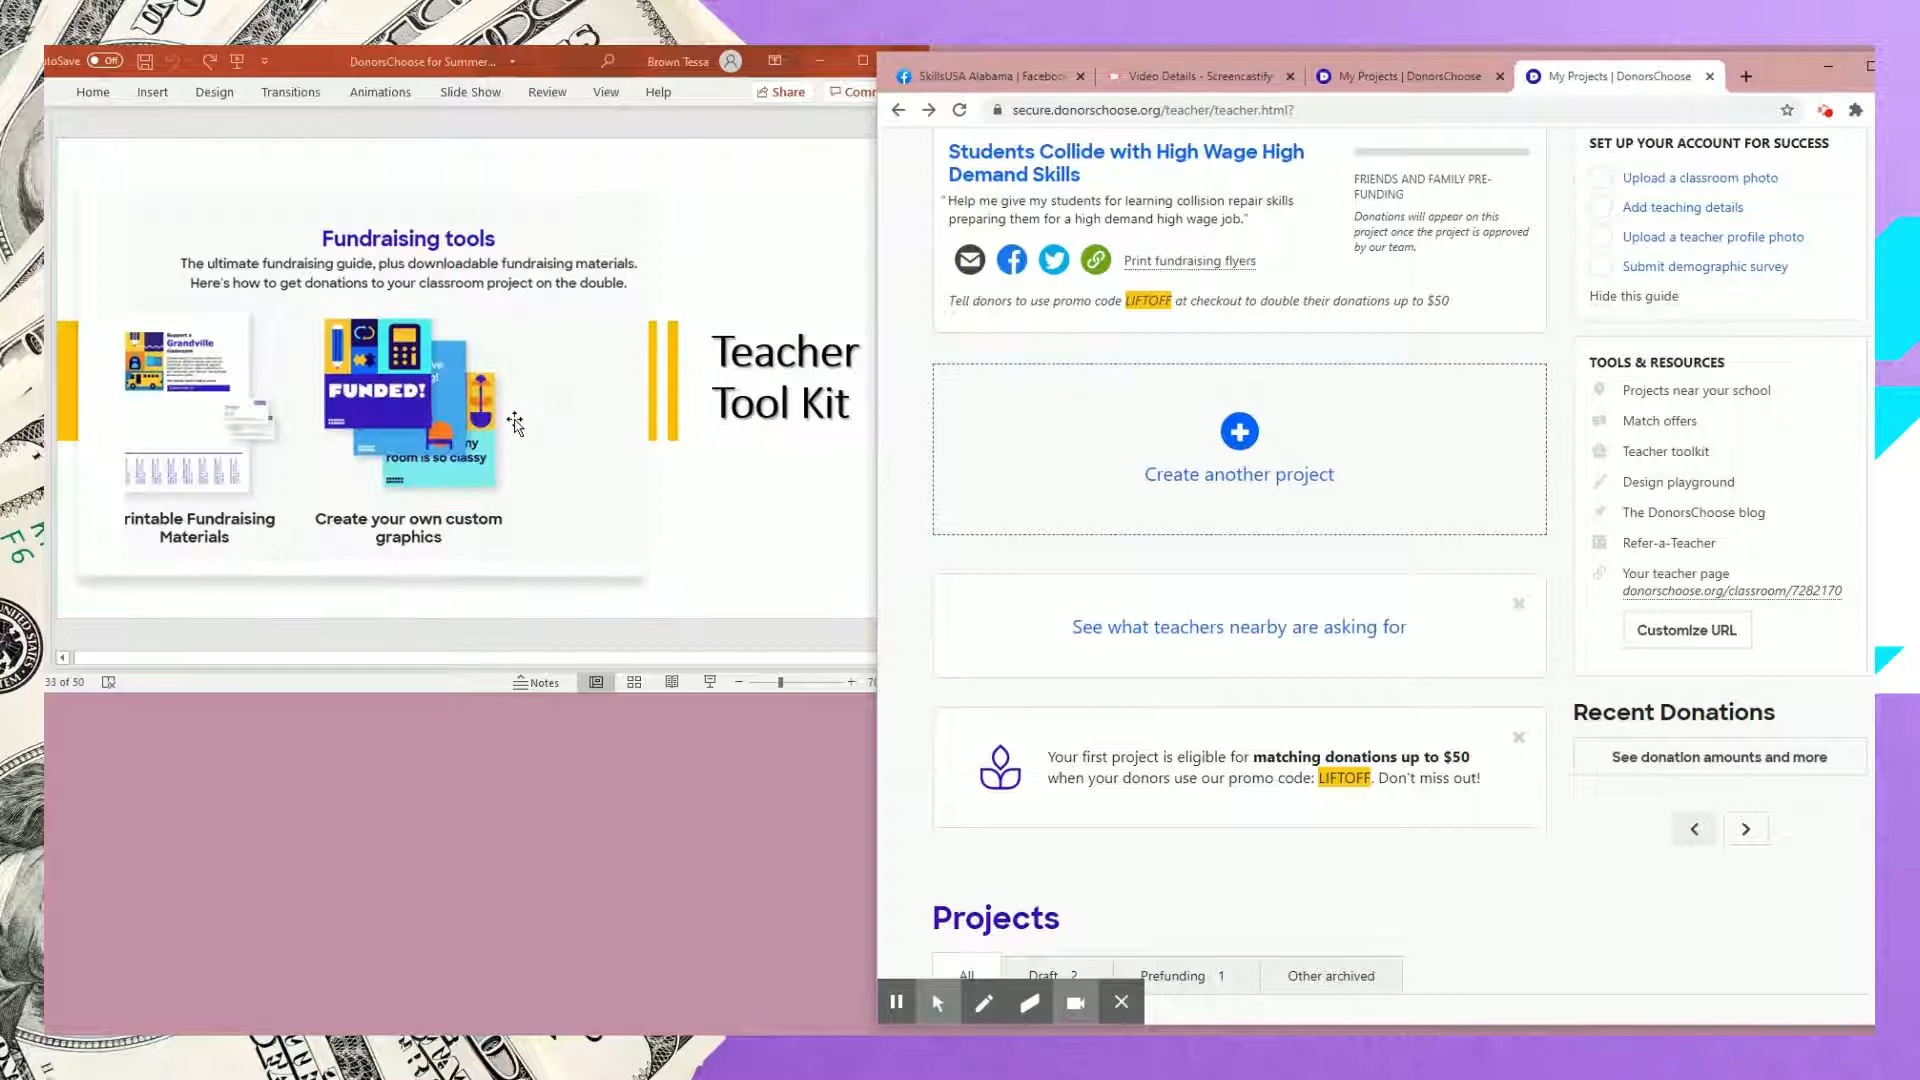 toSave Off
DonorsChoose for Summer...
Brown Tessa
Home Insert Design Transitions Animations Slide Show Review View Help Share Comm
Fundraising tools
The ultimate fundraising guide, plus downloadable fundraising materials.
Here's how to get donations to your classroom project on the double.
Support a
Grandville
classroom
FUNDED!
room is so classy
rintable Fundraising
Materials
Create your own custom
graphics
Teacher
Tool Kit
33 of 50
Notes
SkillsUSA Alabama | Facebook
Video Details - Screencastify
My Projects | DonorsChoose
My Projects | DonorsChoose
secure.donorschoose.org/teacher/teacher.html?
Students Collide with High Wage High
Demand Skills
"Help me give my students for learning collision repair skills
preparing them for a high demand high wage job."
Print fundraising flyers
Tell donors to use promo code LIFTOFF at checkout to double their donations up to $50
FRIENDS AND FAMILY PRE-
FUNDING
Donations will appear on this
project once the project is approved
by our team.
Create another project
See what teachers nearby are asking for
Your first project is eligible for matching donations up to $50
when your donors use our promo code: LIFTOFF. Don't miss out!
Projects
All
Draft 2
Prefunding 1
Other archived
SET UP YOUR ACCOUNT FOR SUCCESS
Upload a classroom photo
Add teaching details
Upload a teacher profile photo
Submit demographic survey
Hide this guide
TOOLS & RESOURCES
Projects near your school
Match offers
Teacher toolkit
Design playground
The DonorsChoose blog
Refer-a-Teacher
Your teacher page
donorschoose.org/classroom/7282170
Customize URL
Recent Donations
See donation amounts and more